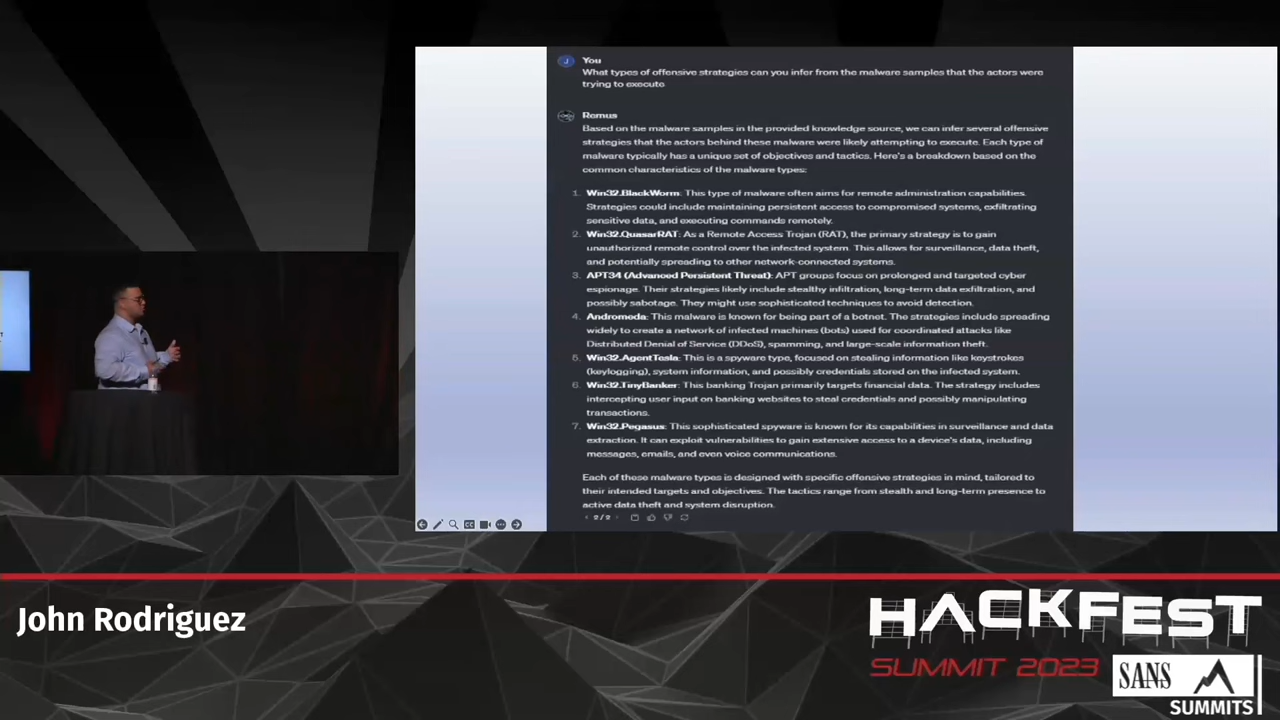 You
What types of offensive strategies can you infer from the malware samples that the actors were
trying to execute
Remus
Based on the malware samples in the provided knowledge source, we can infer several offensive
strategies that the actors behind these malware were likely attempting to execute. Each type of
malware typically has a unique set of objectives and tactics. Here's a breakdown based on the
common characteristics of the malware types:
1. Win32.BlackWorm: This type of malware often aims for remote administration capabilities.
Strategies could include maintaining persistent access to compromised systems, exfiltrating
sensitive data, and executing commands remotely.
2. Win32.QuasarRAT: As a Remote Access Trojan (RAT), the primary strategy is to gain
unauthorized remote control over the infected system. This allows for surveillance, data theft,
and potentially spreading to other network-connected systems.
3. APT34 (Advanced Persistent Threat): APT groups focus on prolonged and targeted cyber
espionage. Their strategies likely include stealthy infiltration, long-term data exfiltration, and
possibly sabotage. They might use sophisticated techniques to avoid detection.
4. Andromeda: This malware is known for being part of a botnet. The strategies include spreading
widely to create a network of infected machines (bots) used for coordinated attacks like
Distributed Denial of Service (DDoS), spamming, and large-scale information theft.
5. Win32.AgentTesla: This is a spyware type, focused on stealing information like keystrokes
(keylogging), system information, and possibly credentials stored on the infected system.
6. Win32.TinyBanker: This banking Trojan primarily targets financial data. The strategy includes
intercepting user input on banking websites to steal credentials and possibly manipulating
transactions.
7. Win32.Pegasus: This sophisticated spyware is known for its capabilities in surveillance and data
extraction. It can exploit vulnerabilities to gain extensive access to a device's data, including
messages, emails, and even voice communications.
Each of these malware types is designed with specific offensive strategies in mind, tailored to
their intended targets and objectives. The tactics range from stealth and long-term presence to
active data theft and system disruption.
2/2
John Rodriguez
HACKFEST
SUMMIT 2023
SANS
SUMMITS